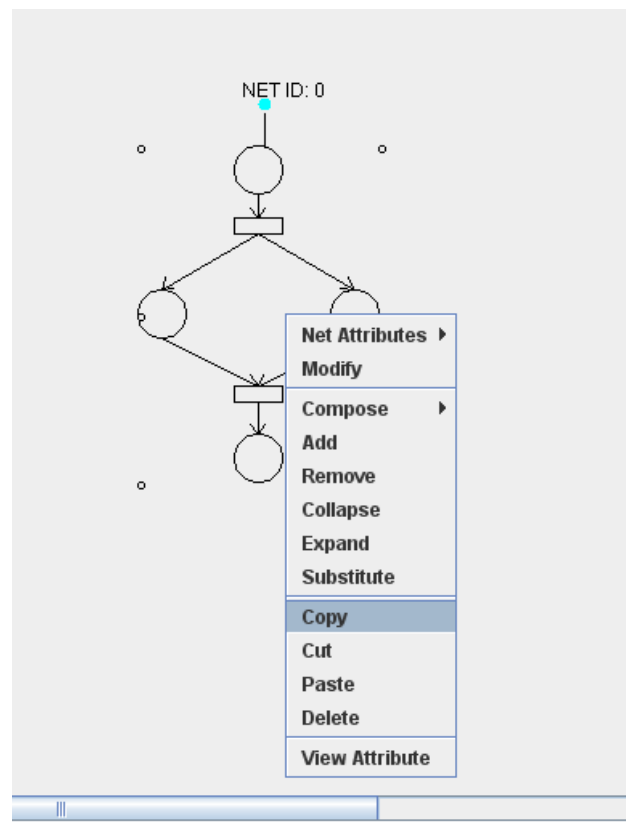 NET ID: 0
Net Attributes
Modify
Compose
Add
Remove
Collapse
Expand
Substitute
Copy
Cut
Paste
Delete
View Attribute